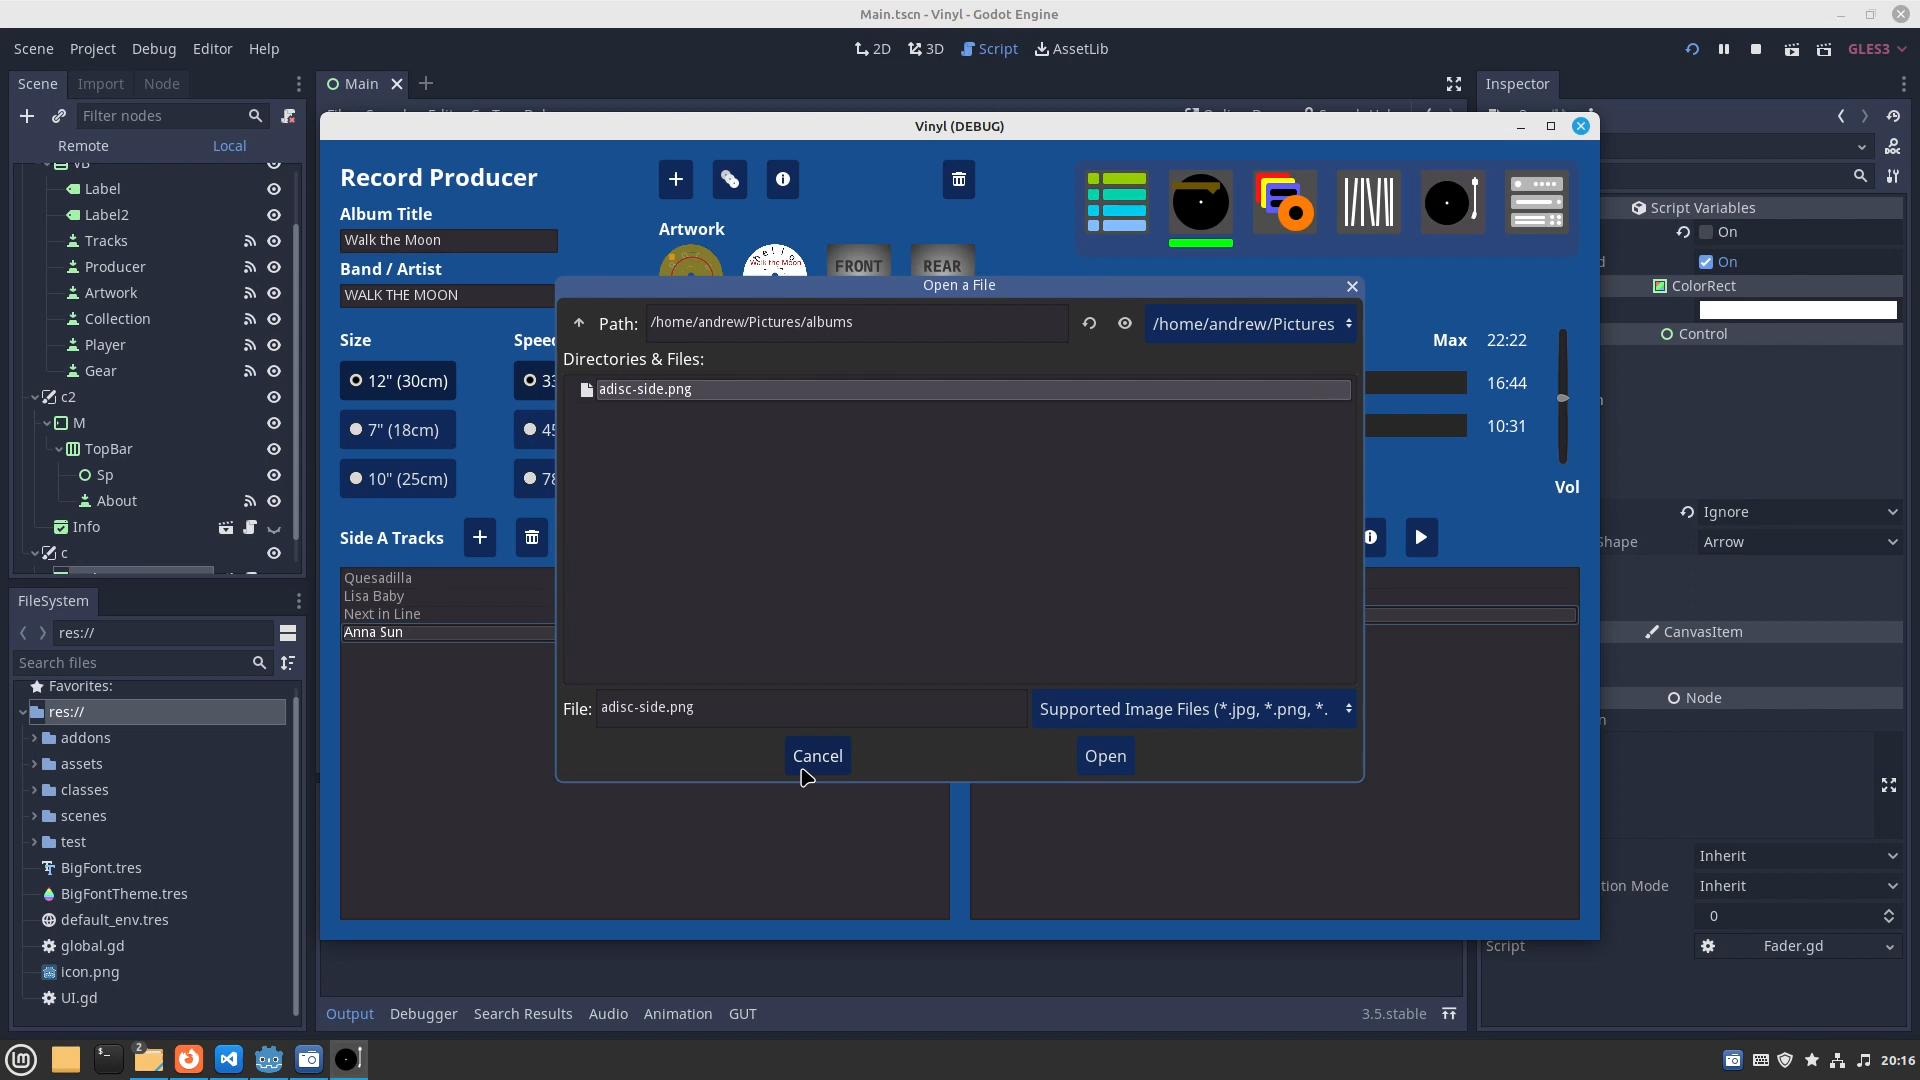 Main.tscn - Vinyl - Godot Engine
Scene Project Debug Editor Help
2D 3D Script AssetLib
GLES3
Scene Import Node
Main
Inspector
Filter nodes
Remote Local
Label
Label2
Tracks
Producer
Artwork
Collection
Player
Gear
c2
M
TopBar
Sp
About
Info
c
FileSystem
res://
Search files
Favorites:
res://
addons
assets
classes
scenes
test
BigFont.tres
BigFontTheme.tres
default_env.tres
global.gd
icon.png
UI.gd
Vinyl (DEBUG)
Record Producer
Album Title
Walk the Moon
Band / Artist
WALK THE MOON
Artwork
Walk the Moon
FRONT
REAR
Size
12" (30cm)
7" (18cm)
10" (25cm)
Max 22:22
16:44
10:31
Vol
Side A Tracks
Quesadilla
Lisa Baby
Next in Line
Anna Sun
Open a File
Path: /home/andrew/Pictures/albums
/home/andrew/Pictures
Directories & Files:
adisc-side.png
File: adisc-side.png
Supported Image Files (*.jpg, *.png, *.
Cancel
Open
Script Variables
On
On
ColorRect
Control
Ignore
Arrow
CanvasItem
Node
Inherit
Inherit
0
Script
Fader.gd
Output Debugger Search Results Audio Animation GUT
3.5.stable
2
20:16